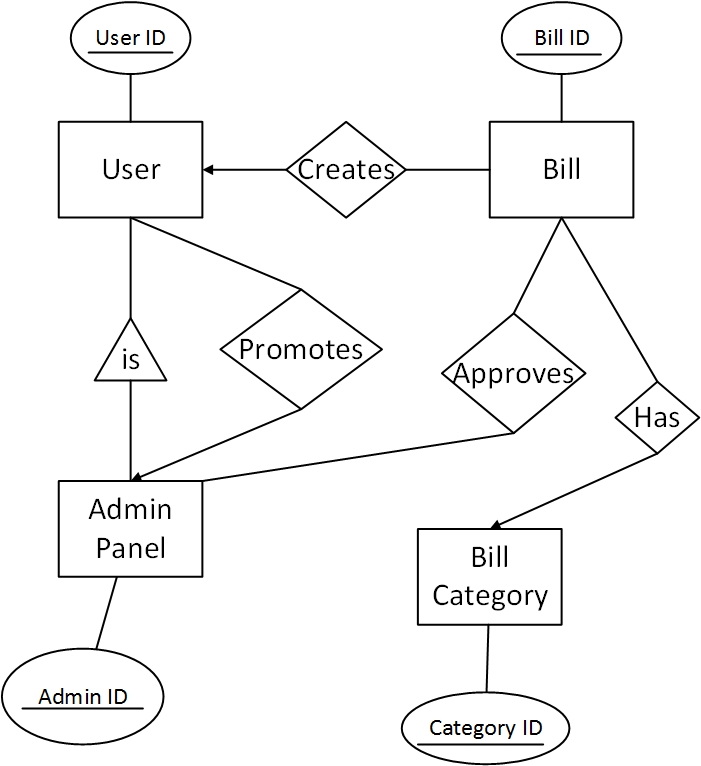 User ID
Bill ID
User
Creates
Bill
is
Promotes
Approves
Has
Admin
Panel
Bill
Category
Admin ID
Category ID